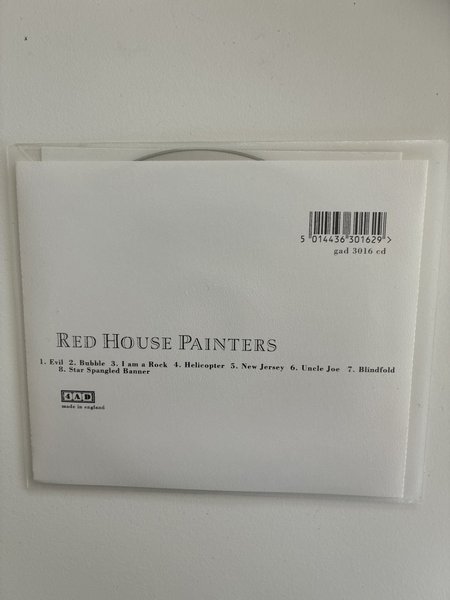 5 014436 301629 >
gad 3016 cd
RED HOUSE PAINTERS
1. Evil 2. Bubble 3. I am a Rock 4. Helicopter 5. New Jersey 6. Uncle Joe 7. Blindfold
8. Star Spangled Banner
4AD
made in england